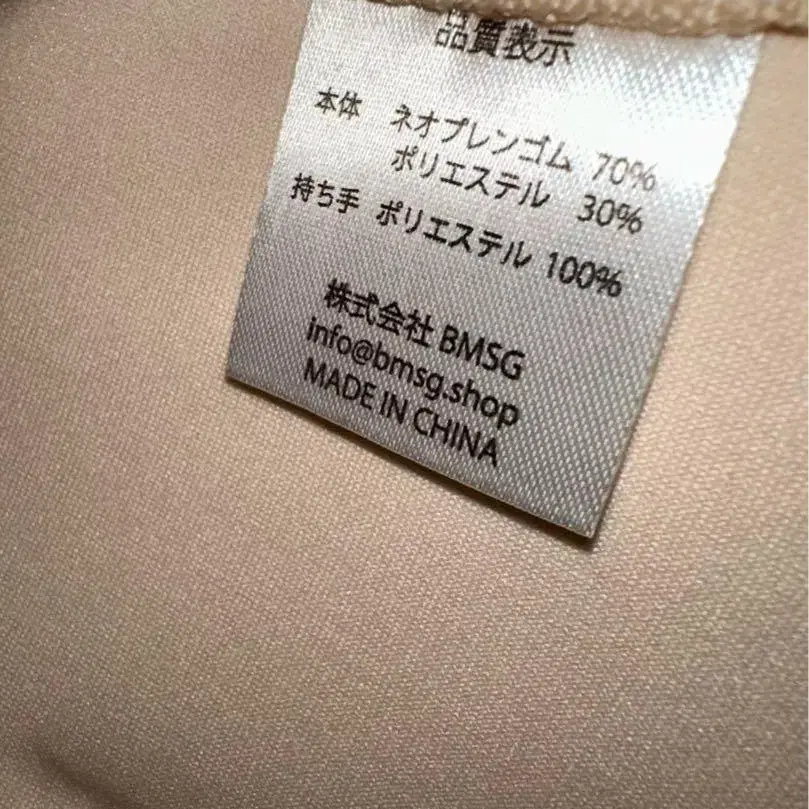 品質表示
本体 ネオプレンゴム 70%
ポリエステル 30%
持ち手 ポリエステル 100%
株式会社 BMSG
info@bmsg.shop
MADE IN CHINA